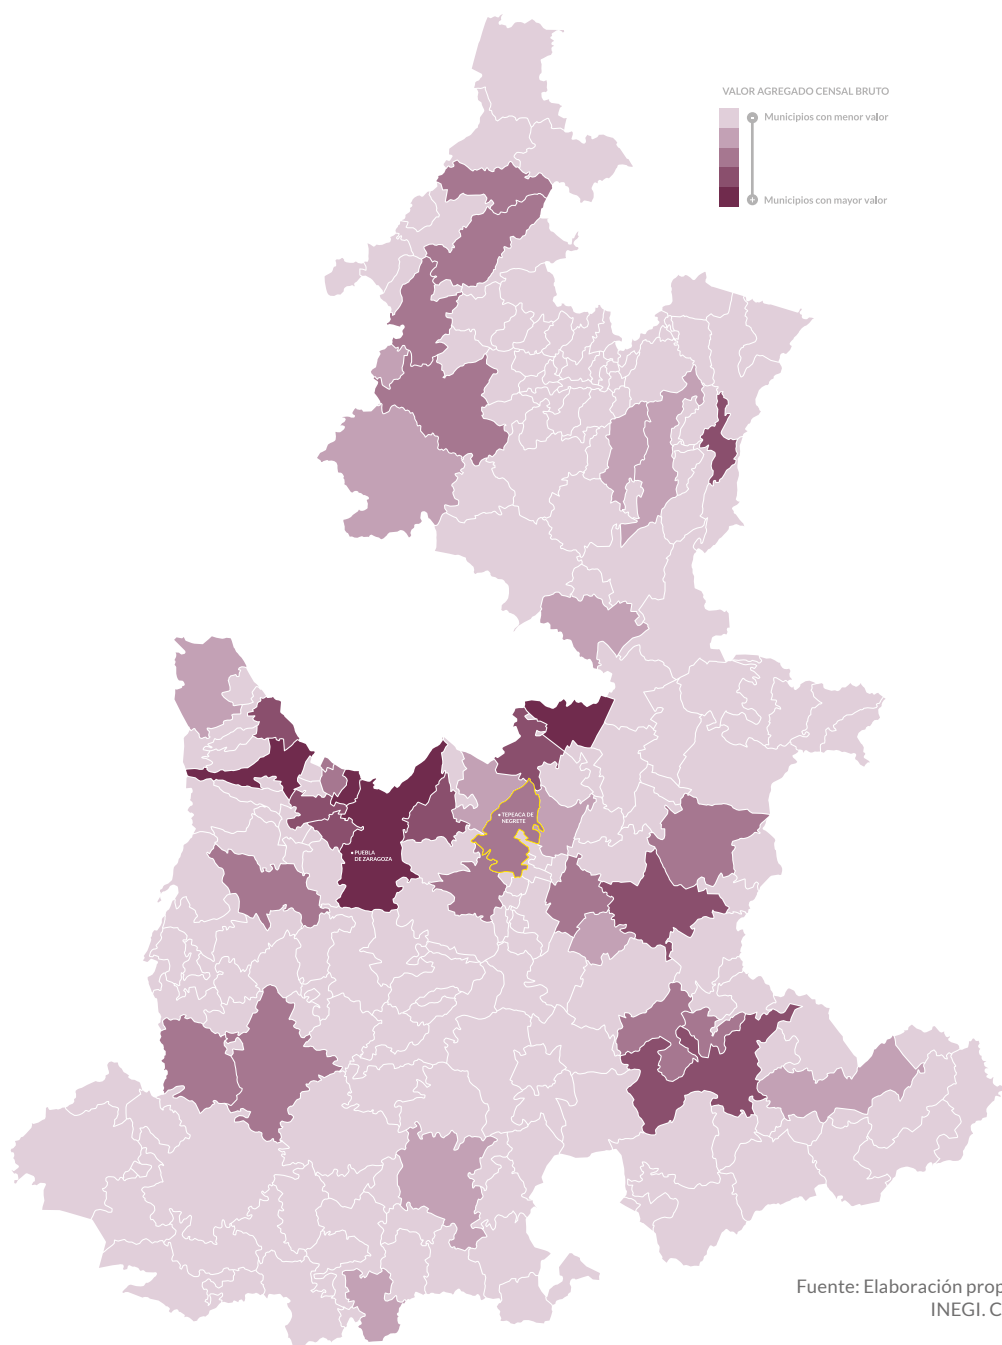 VALOR AGREGADO CENSAL BRUTO
Municipios con menor valor
Municipios con mayor valor
TEPEACA DE
NEGRETE
PUEBLA
DE ZARAGOZA
Fuente: Elaboración prop
INEGI. C